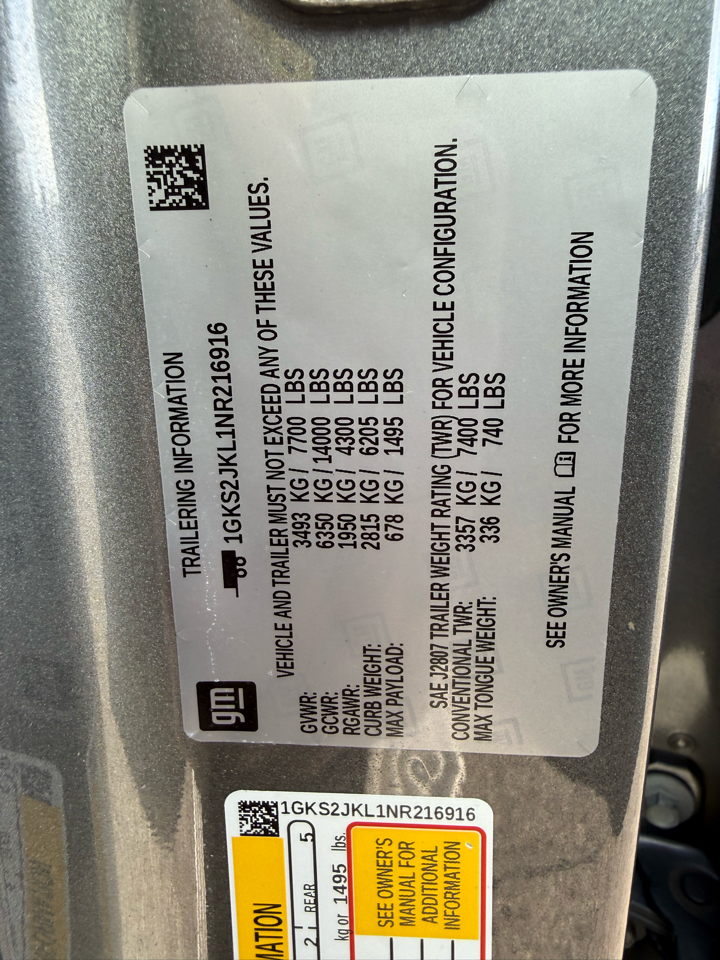 gm
TRAILERING INFORMATION
1GKS2JKL1NR216916
VEHICLE AND TRAILER MUST NOT EXCEED ANY OF THESE VALUES.
GVWR: 3493 KG / 7700 LBS
GCWR: 6350 KG / 14000 LBS
RGAWR: 1950 KG / 4300 LBS
CURB WEIGHT: 2815 KG / 6205 LBS
MAX PAYLOAD: 678 KG / 1495 LBS
SAE J2807 TRAILER WEIGHT RATING (TWR) FOR VEHICLE CONFIGURATION.
CONVENTIONAL TWR: 3357 KG / 7400 LBS
MAX TONGUE WEIGHT: 336 KG / 740 LBS
SEE OWNER'S MANUAL FOR MORE INFORMATION
1GKS2JKL1NR216916
MATION
2 REAR 5
kg or 1495 lbs.
SEE OWNER'S
MANUAL FOR
ADDITIONAL
INFORMATION